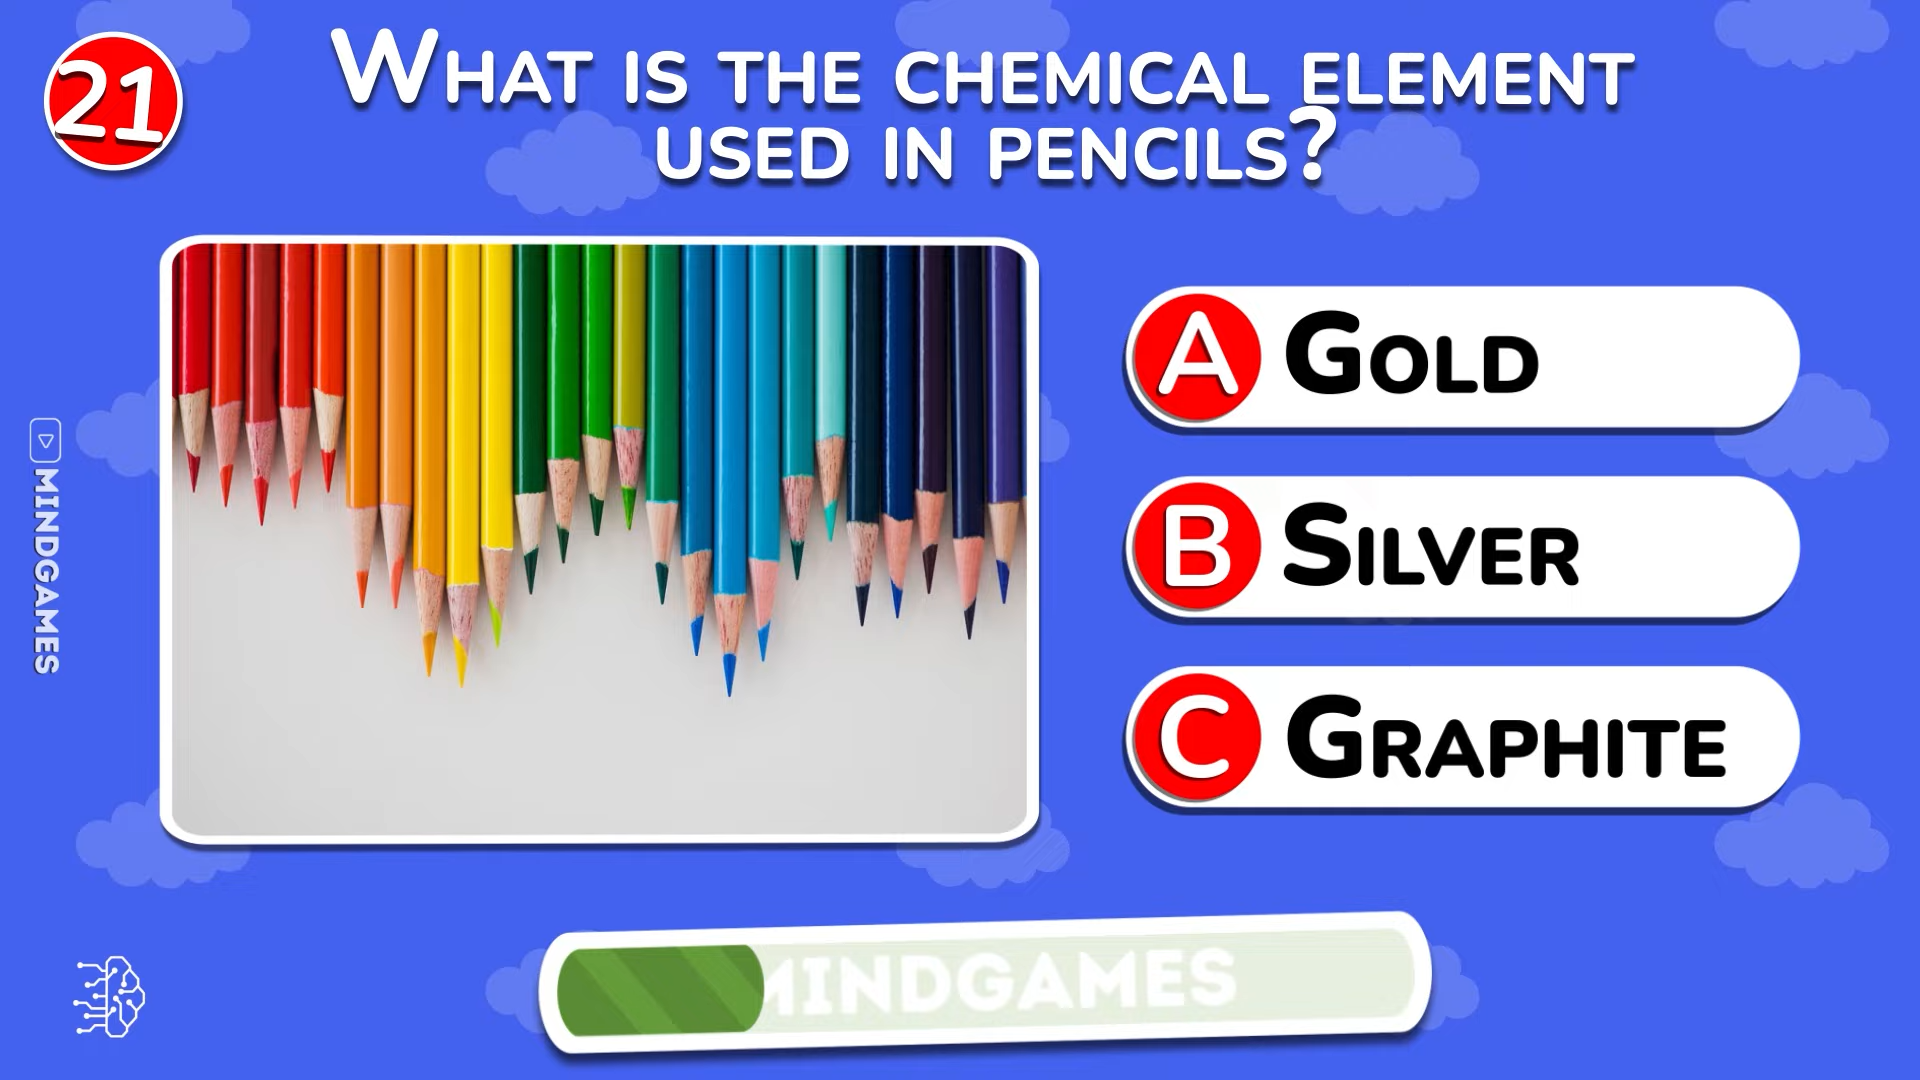 21
WHAT IS THE CHEMICAL ELEMENT
USED IN PENCILS?
A GOLD
B SILVER
C GRAPHITE
MINDGAMES
MINDGAMES